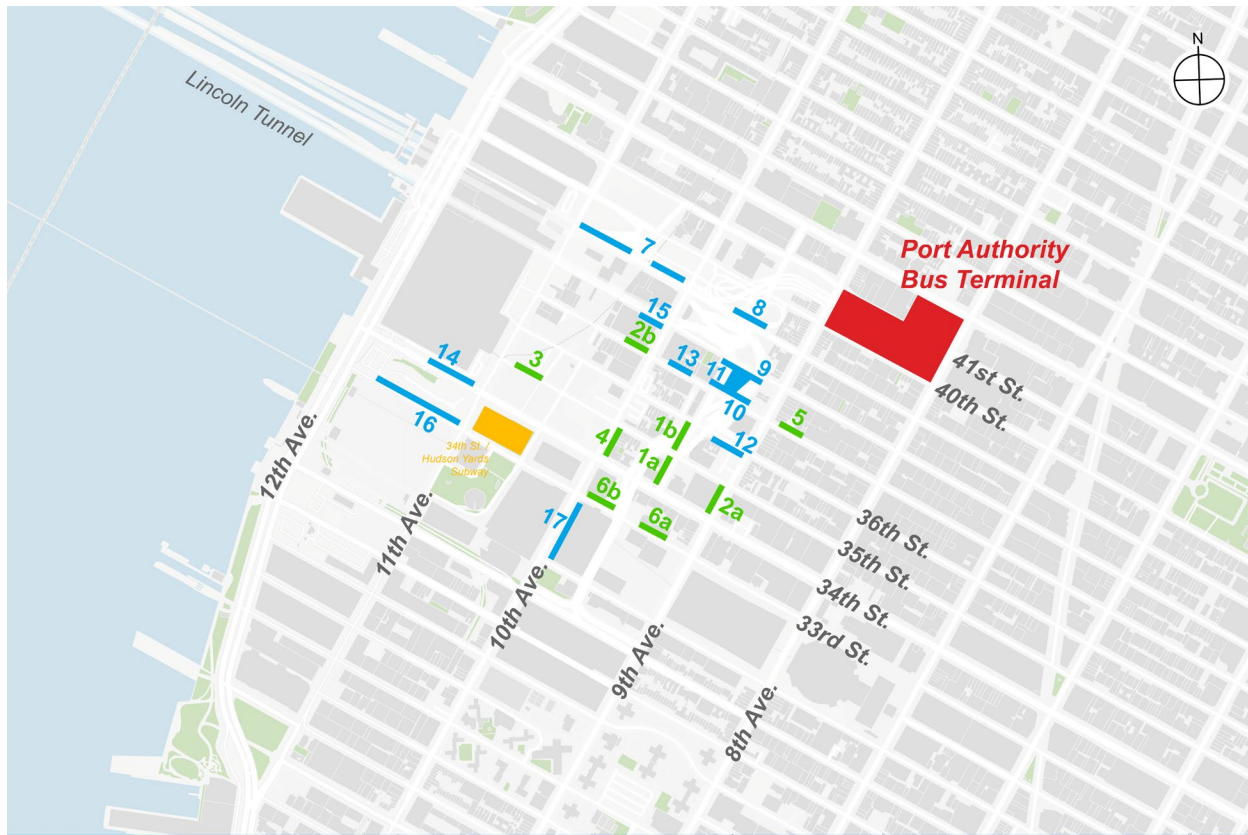 N
Lincoln Tunnel
Port Authority
Bus Terminal
7
8
15
2b
13
11
9
10
14
3
16
5
12
4
1b
1a
2a
6b
6a
17
34th St. /
Hudson Yards
Subway
41st St.
40th St.
36th St.
35th St.
34th St.
33rd St.
12th Ave.
11th Ave.
10th Ave.
9th Ave.
8th Ave.